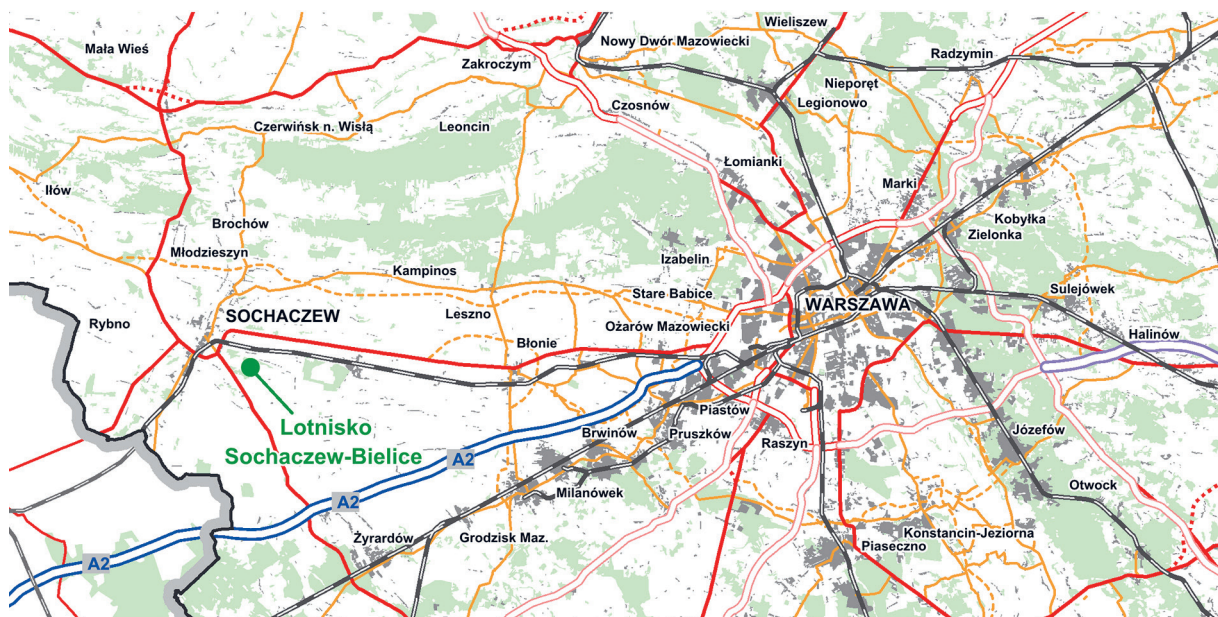 Wieliszew
Nowy Dwór Mazowiecki
Mała Wieś
Radzymin
Zakroczym
Nieporęt
Legionowo
Czosnów
Czerwińsk n. Wisłą
Leoncin
Łomianki
Marki
Iłów
Brochów
Kobyłka
Zielonka
Młodzieszyn
Izabelin
Kampinos
Sulejówek
Stare Babice
WARSZAWA
SOCHACZEW
Leszno
Rybno
Ożarów Mazowiecki
Halinów
Błonie
Piastów
Lotnisko
Sochaczew-Bielice
Brwinów
Pruszków
Raszyn
Józefów
A2
Otwock
Milanówek
A2
Konstancin-Jeziorna
Żyrardów
Grodzisk Maz.
Piaseczno
A2